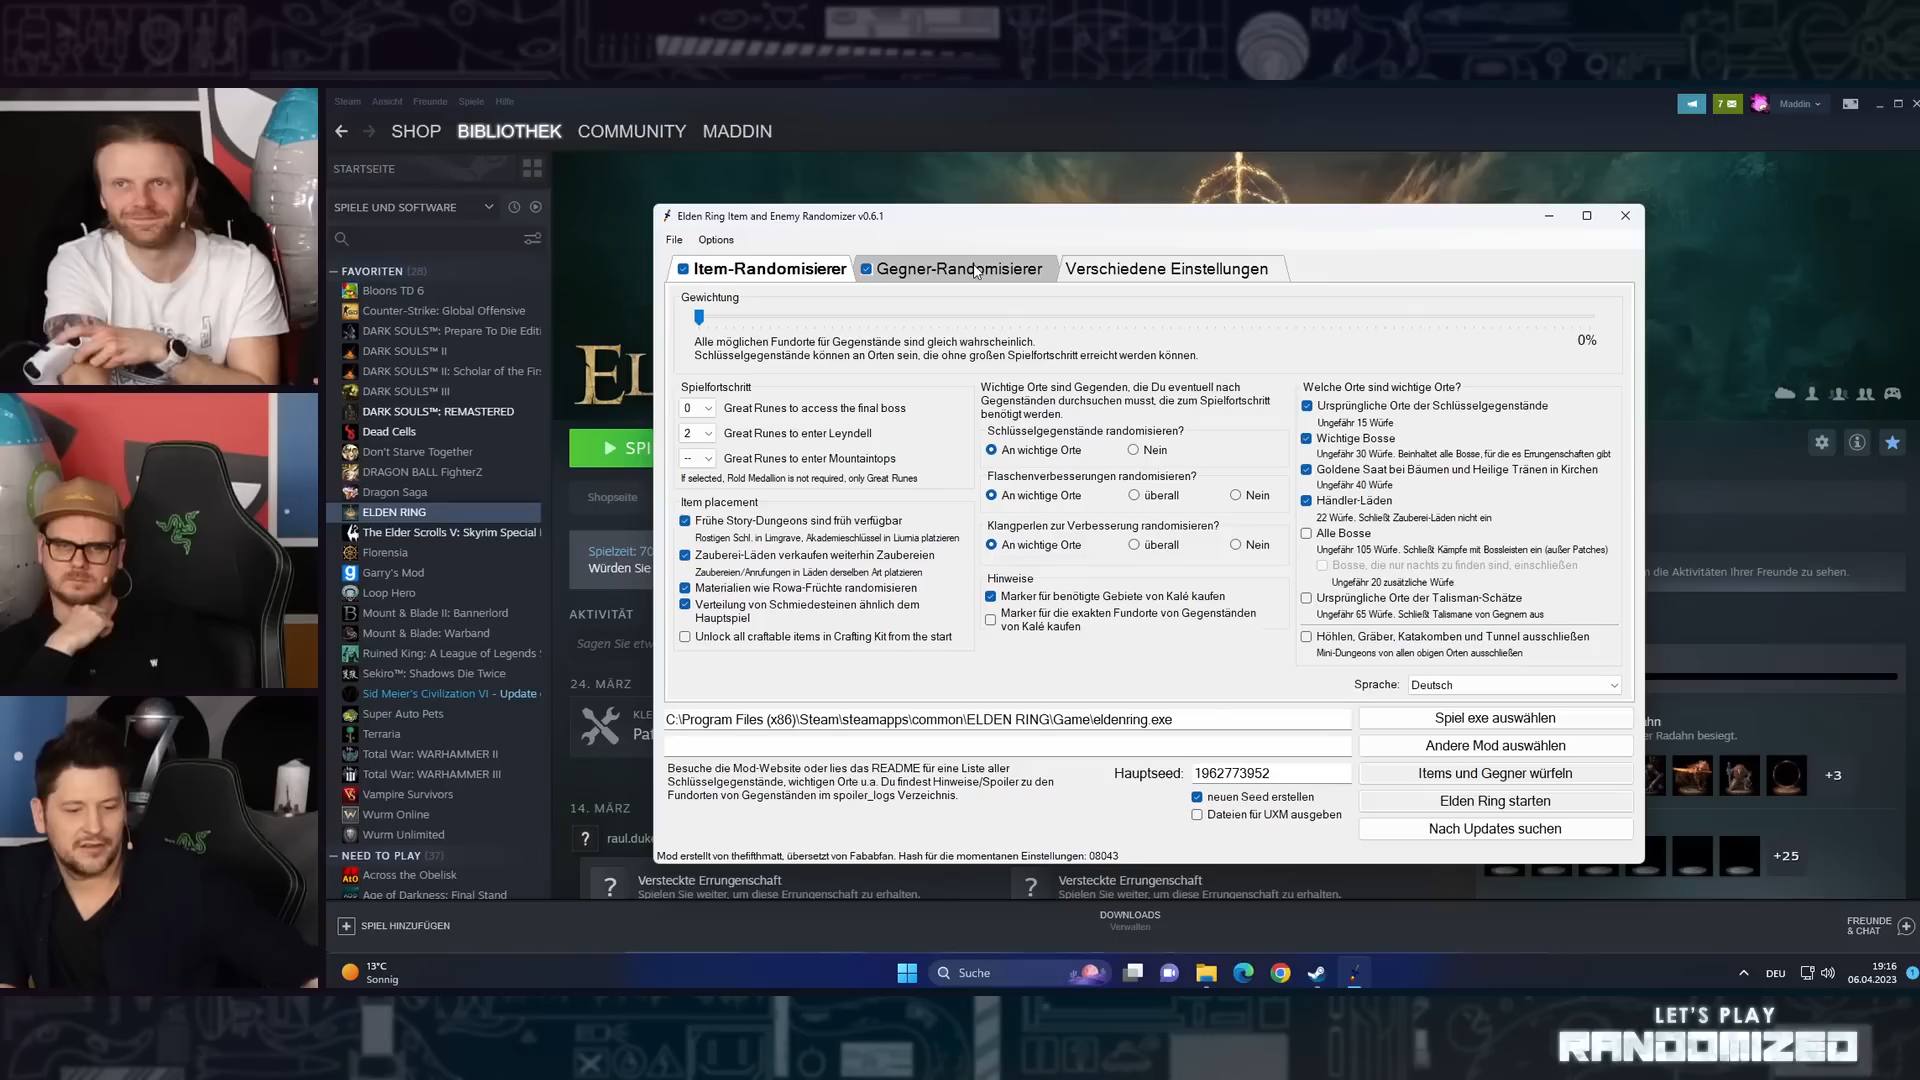 Steam Ansicht Freunde Spiele Hilfe
7
Maddin
SHOP BIBLIOTHEK COMMUNITY MADDIN
STARTSEITE
SPIELE UND SOFTWARE
FAVORITEN (28)
Bloons TD 6
Counter-Strike: Global Offensive
DARK SOULS™: Prepare To Die Editi
DARK SOULS™ II
DARK SOULS™ II: Scholar of the Firs
DARK SOULS™ III
DARK SOULS™: REMASTERED
Dead Cells
Don't Starve Together
DRAGON BALL FighterZ
Dragon Saga
ELDEN RING
The Elder Scrolls V: Skyrim Special
Florensia
Garry's Mod
Loop Hero
Mount & Blade II: Bannerlord
Mount & Blade: Warband
Ruined King: A League of Legends
Sekiro™: Shadows Die Twice
Sid Meier's Civilization VI - Update
Super Auto Pets
Terraria
Total War: WARHAMMER II
Total War: WARHAMMER III
Vampire Survivors
Wurm Online
Wurm Unlimited
NEED TO PLAY (37)
Across the Obelisk
Age of Darkness: Final Stand
SPIEL HINZUFÜGEN
EL
SPI
Shopseite
Spielzeit: 70
Würden Sie
AKTIVITÄT
Sagen Sie etw
24. MÄRZ
KLE
Pat
14. MÄRZ
raul.duke
Elden Ring Item and Enemy Randomizer v0.6.1
File Options
Item-Randomisierer Gegner-Randomisierer Verschiedene Einstellungen
Gewichtung
0%
Alle möglichen Fundorte für Gegenstände sind gleich wahrscheinlich.
Schlüsselgegenstände können an Orten sein, die ohne großen Spielfortschritt erreicht werden können.
Spielfortschritt
0 Great Runes to access the final boss
2 Great Runes to enter Leyndell
-- Great Runes to enter Mountaintops
If selected, Rold Medallion is not required, only Great Runes
Item placement
Frühe Story-Dungeons sind früh verfügbar
Rostigen Schl. in Limgrave, Akademieschlüssel in Liurnia platzieren
Zauberei-Läden verkaufen weiterhin Zaubereien
Zaubereien/Anrufungen in Läden derselben Art platzieren
Materialien wie Rowa-Früchte randomisieren
Verteilung von Schmiedesteinen ähnlich dem
Hauptspiel
Unlock all craftable items in Crafting Kit from the start
Wichtige Orte sind Gegenden, die Du eventuell nach
Gegenständen durchsuchen musst, die zum Spielfortschritt
benötigt werden.
Schlüsselgegenstände randomisieren?
An wichtige Orte Nein
Flaschenverbesserungen randomisieren?
An wichtige Orte überall Nein
Klangperlen zur Verbesserung randomisieren?
An wichtige Orte überall Nein
Hinweise
Marker für benötigte Gebiete von Kalé kaufen
Marker für die exakten Fundorte von Gegenständen
von Kalé kaufen
Welche Orte sind wichtige Orte?
Ursprüngliche Orte der Schlüsselgegenstände
Ungefähr 15 Würfe
Wichtige Bosse
Ungefähr 30 Würfe. Beinhaltet alle Bosse, für die es Errungenschaften gibt
Goldene Saat bei Bäumen und Heilige Tränen in Kirchen
Ungefähr 40 Würfe
Händler-Läden
22 Würfe. Schließt Zauberei-Läden nicht ein
Alle Bosse
Ungefähr 105 Würfe. Schließt Kämpfe mit Bossleisten ein (außer Patches)
Bosse, die nur nachts zu finden sind, einschließen
Ungefähr 20 zusätzliche Würfe
Ursprüngliche Orte der Talisman-Schätze
Ungefähr 65 Würfe. Schließt Talismane von Gegnern aus
Höhlen, Gräber, Katakomben und Tunnel ausschließen
Mini-Dungeons von allen obigen Orten ausschließen
Sprache: Deutsch
C:\Program Files (x86)\Steam\steamapps\common\ELDEN RING\Game\eldenring.exe
Spiel exe auswählen
Andere Mod auswählen
Besuche die Mod-Website oder lies das README für eine Liste aller
Schlüsselgegenstände, wichtigen Orte u.a. Du findest Hinweise/Spoiler zu den
Fundorten von Gegenständen im spoiler_logs Verzeichnis.
Hauptseed: 1962773952
neuen Seed erstellen
Dateien für UXM ausgeben
Items und Gegner würfeln
Elden Ring starten
Nach Updates suchen
Mod erstellt von thefifthmatt, übersetzt von Fababfan. Hash für die momentanen Einstellungen: 08043
m die Aktivitäten Ihrer Freunde zu sehen.
hn
er Radahn besiegt.
+3
+25
Versteckte Errungenschaft
Spielen Sie weiter, um diese Errungenschaft zu erhalten.
Versteckte Errungenschaft
Spielen Sie weiter, um diese Errungenschaft zu erhalten.
DOWNLOADS
Verwalten
FREUNDE
& CHAT
13°C
Sonnig
Suche
DEU
19:16
06.04.2023
1
LET'S PLAY
RANDOMIZED